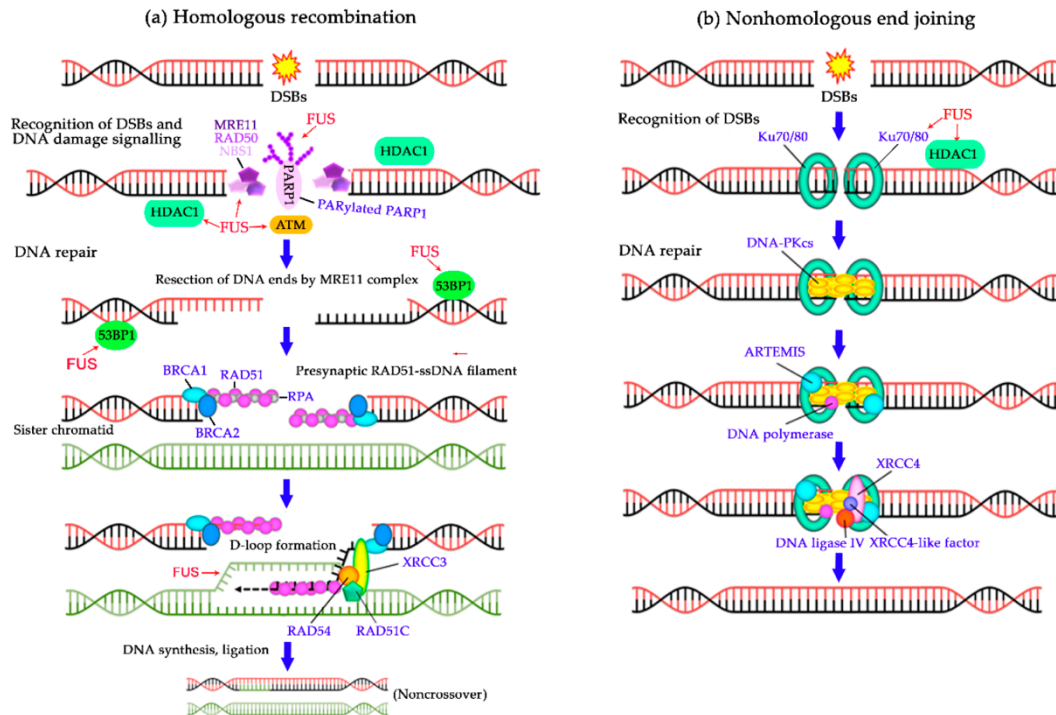 (a) Homologous recombination
DSBs
Recognition of DSBs and
DNA damage signalling
MRE11
RAD50
NBS1
FUS
HDAC1
PARP1
PARylated PARP1
HDAC1
FUS
ATM
DNA repair
Resection of DNA ends by MRE11 complex
FUS
53BP1
53BP1
FUS
BRCA1
RAD51
Presynaptic RAD51-ssDNA filament
RPA
BRCA2
Sister chromatid
D-loop formation
FUS
XRCC3
RAD54
RAD51C
DNA synthesis, ligation
(Noncrossover)
(b) Nonhomologous end joining
DSBs
Recognition of DSBs
Ku70/80
Ku70/80
FUS
HDAC1
DNA repair
DNA-PKcs
ARTEMIS
DNA polymerase
XRCC4
DNA ligase IV
XRCC4-like factor